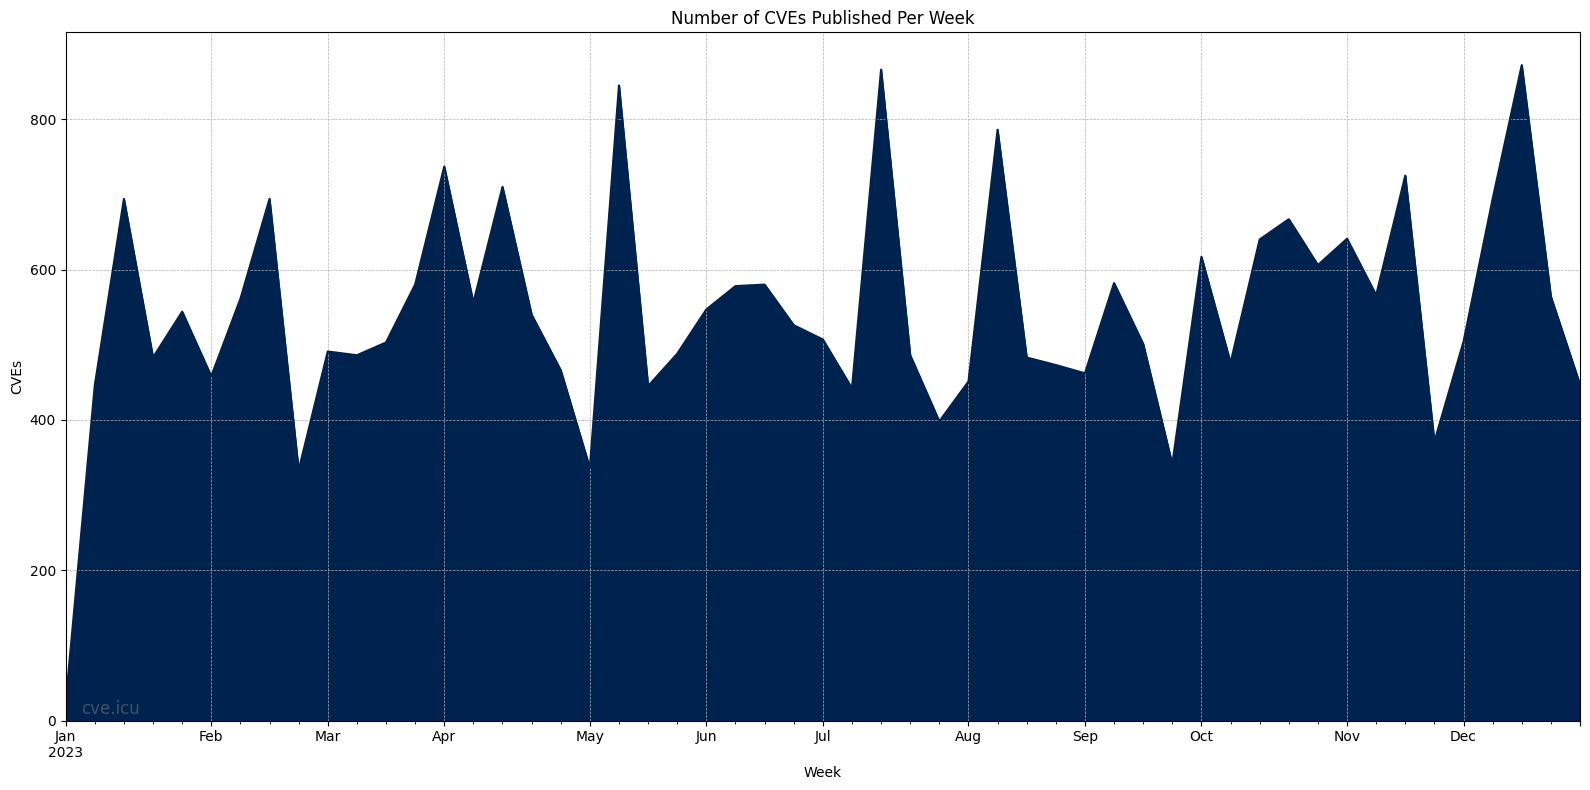 Number of CVEs Published Per Week
800
600
400
200
0
CVEs
cve.icu
Jan Feb Mar Apr May Jun Jul Aug Sep Oct Nov Dec
2023
Week